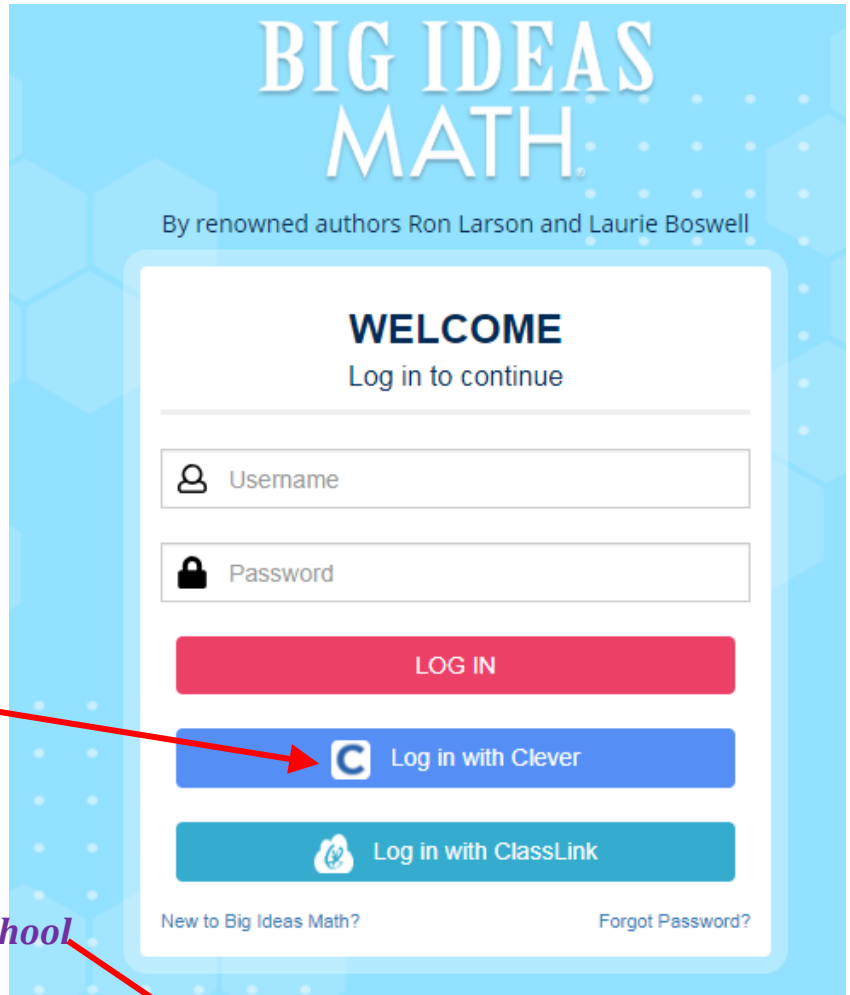 BIG IDEAS
MATH
By renowned authors Ron Larson and Laurie Boswell
WELCOME
Log in to continue
Username
Password
LOG IN
C Log in with Clever
Log in with ClassLink
New to Big Ideas Math? Forgot Password?
hool